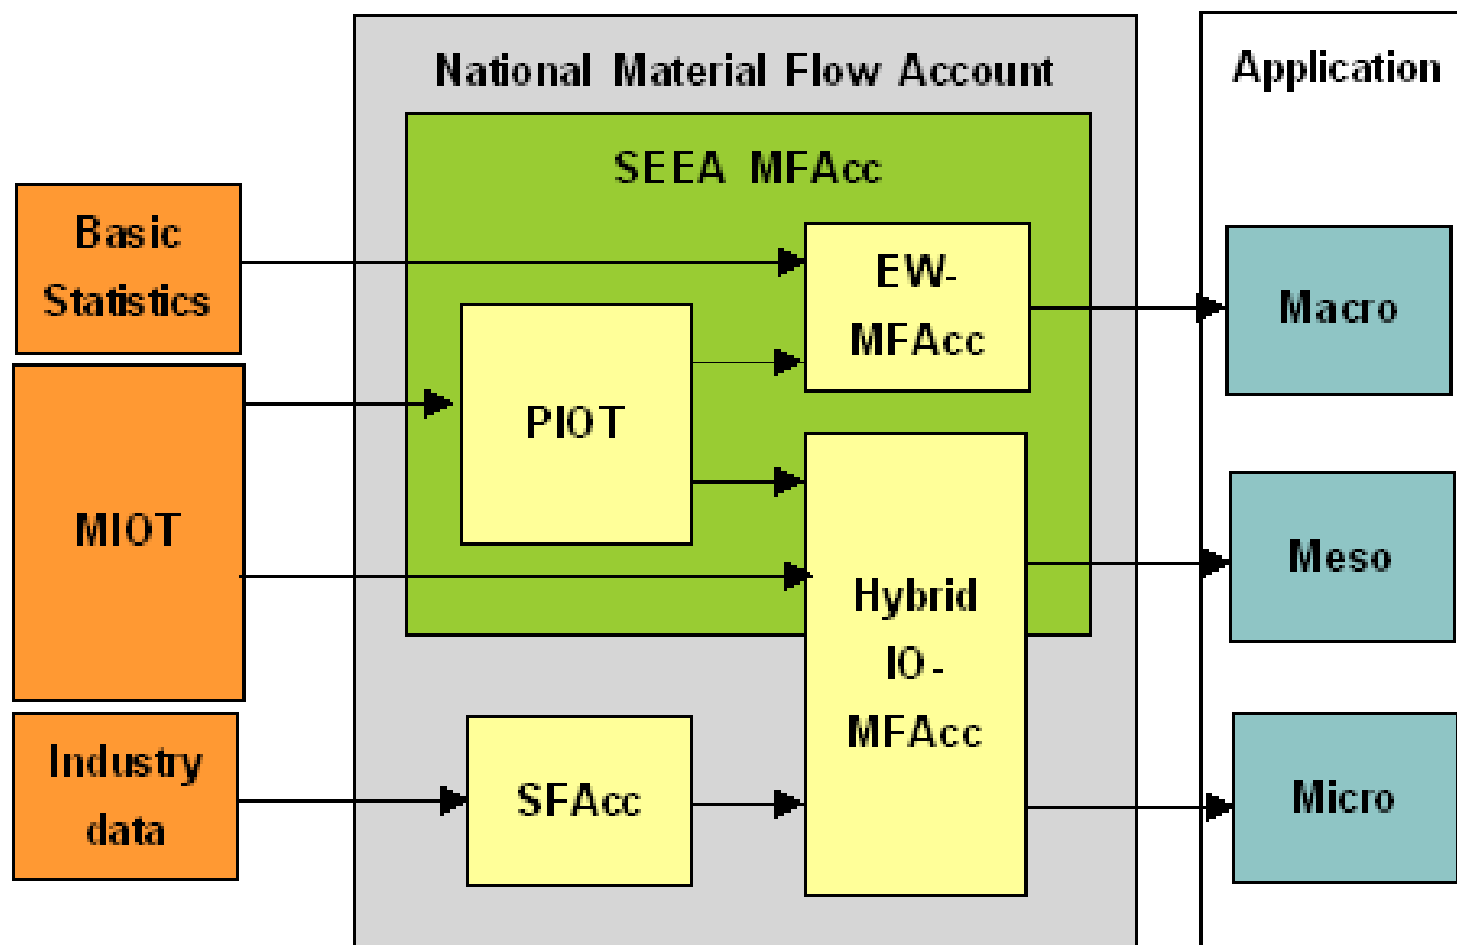 National Material Flow Account
Application
SEEA MFAcc
Basic
Statistics
EW-
MFAcc
Macro
PIOT
MIOT
Meso
Hybrid
IO-
MFAcc
Industry
data
SFAcc
Micro